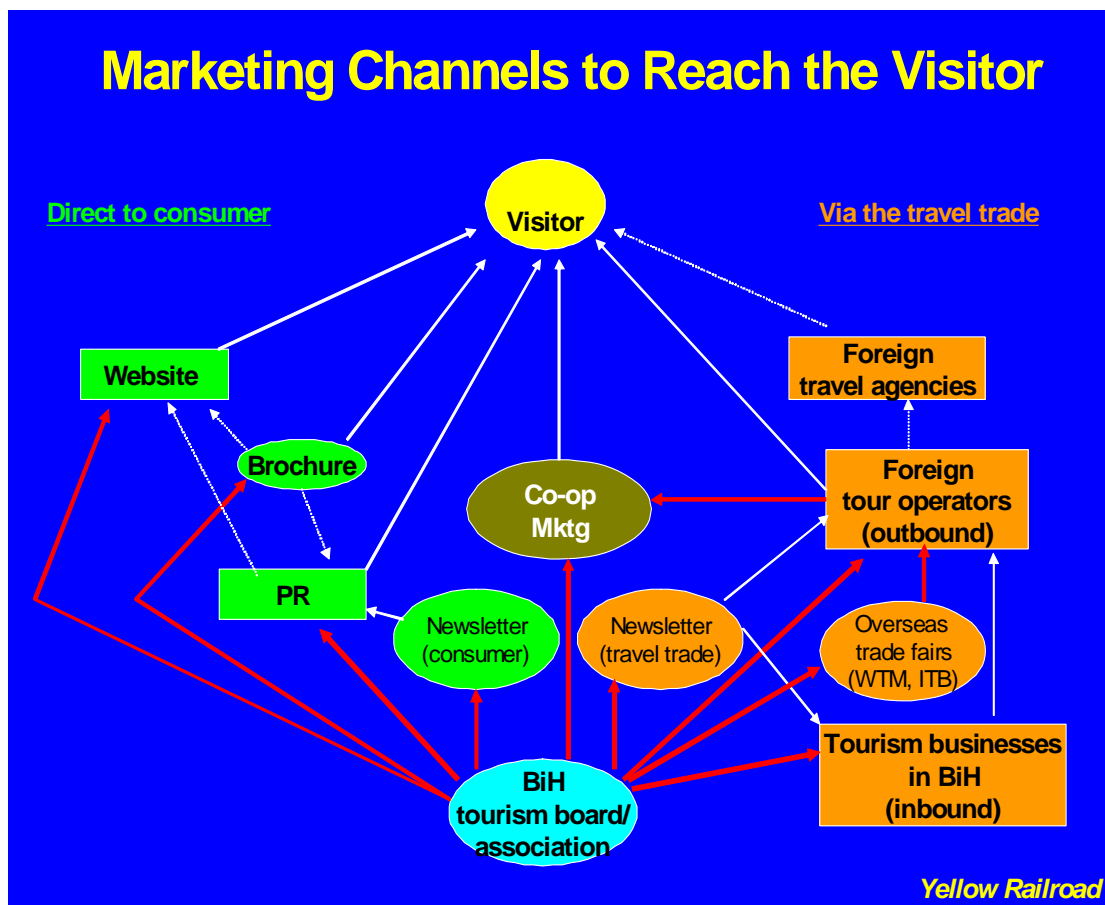 Marketing Channels to Reach the Visitor
Direct to consumer
Visitor
Via the travel trade
Website
Foreign
travel agencies
Brochure
Foreign
tour operators
(outbound)
Co-op
Mktg
PR
Newsletter
(consumer)
Newsletter
(travel trade)
Overseas
trade fairs
(WTM, ITB)
Tourism businesses
in BiH
(inbound)
BiH
tourism board/
association
Yellow Railroad